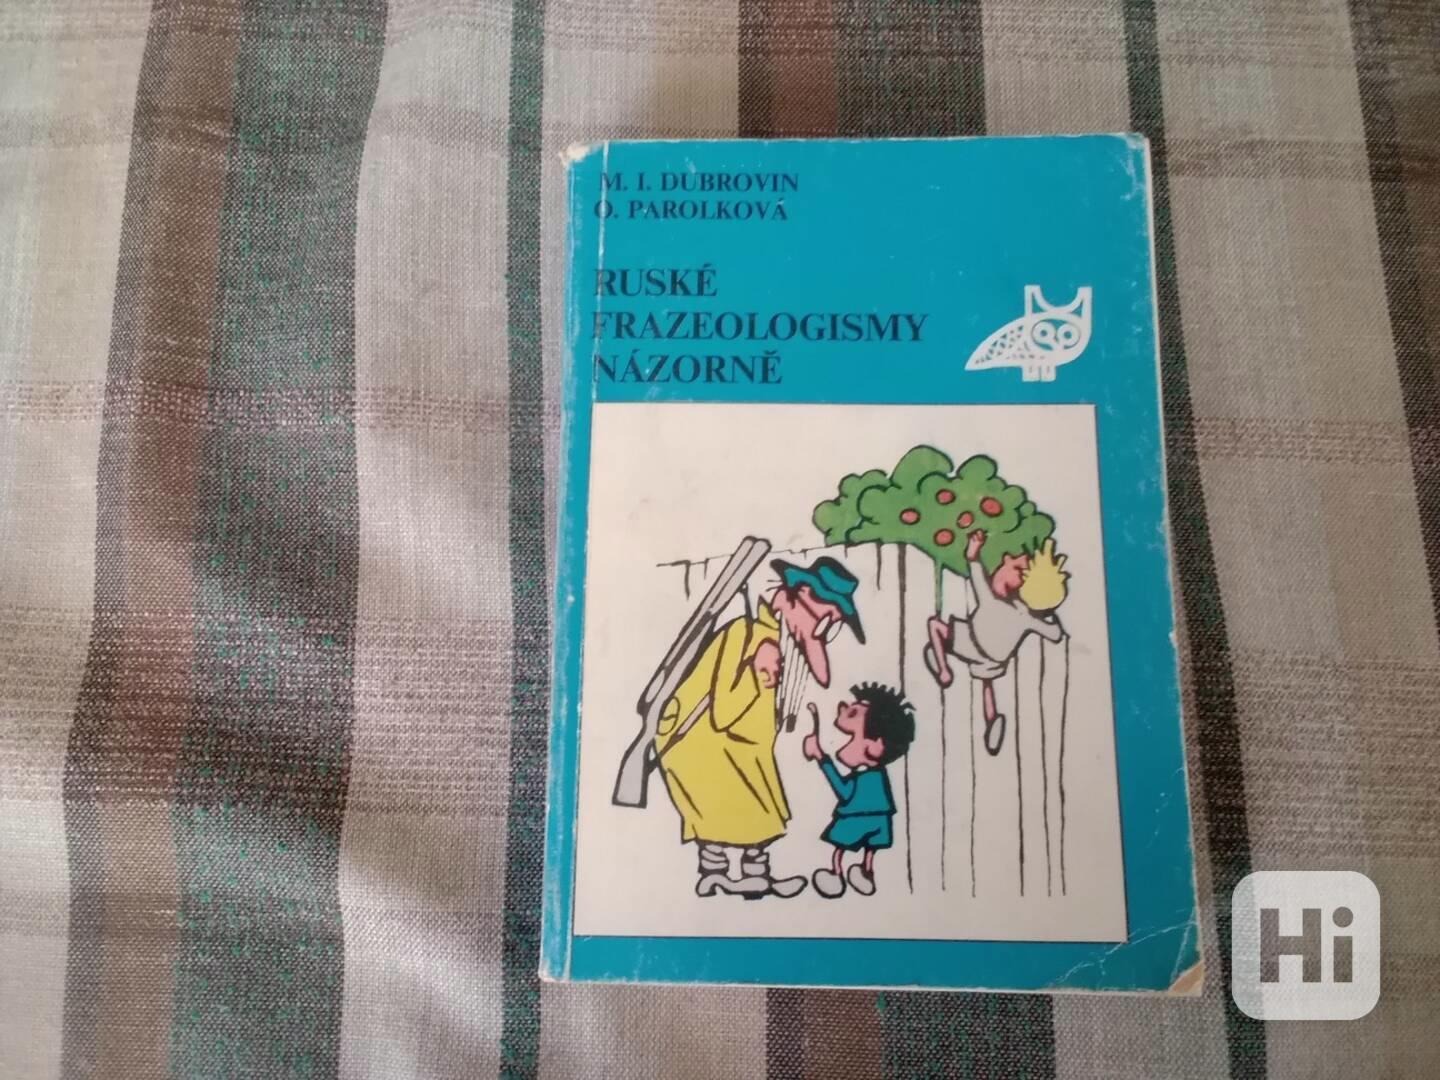 M. I. DUBROVIN
O. PAROLKOVÁ
RUSKÉ
FRAZEOLOGISMY
NÁZORNĚ
Hi